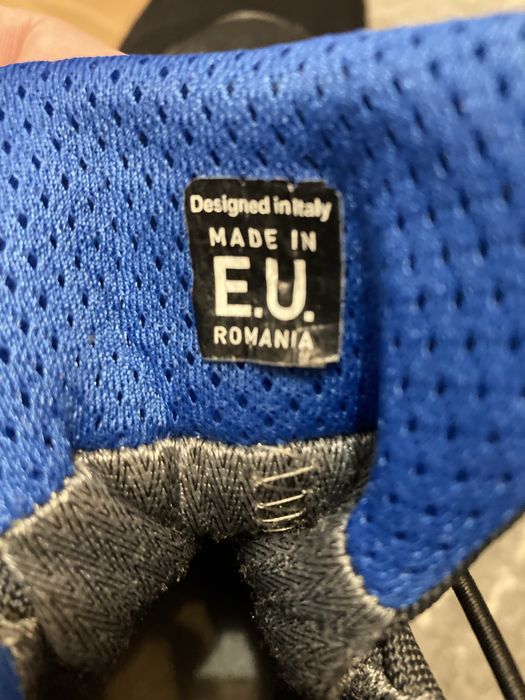 Designed in Italy
MADE IN
E.U.
ROMANIA